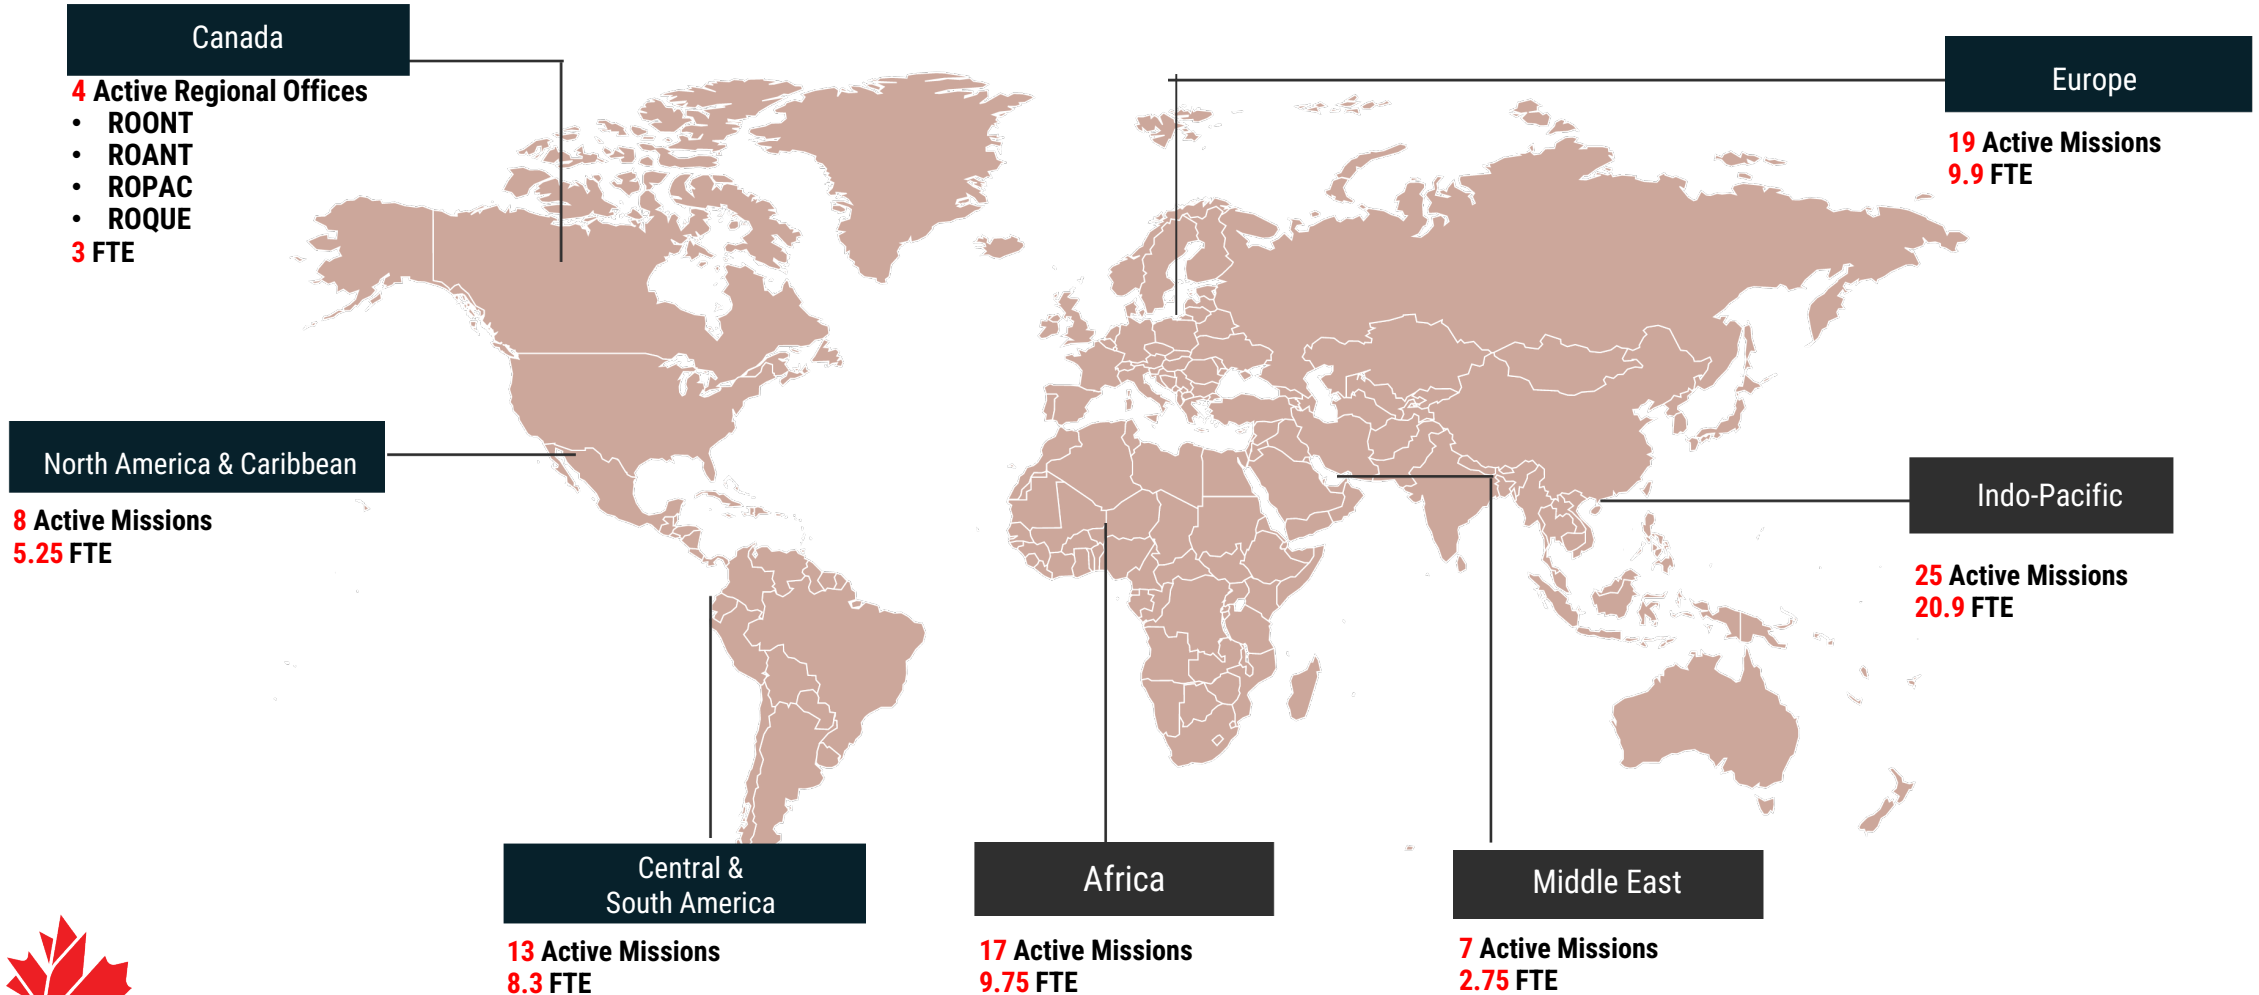 Canada
4 Active Regional Offices
• ROONT
• ROANT
• ROPAC
• ROQUE
3 FTE
Europe
19 Active Missions
9.9 FTE
North America & Caribbean
8 Active Missions
5.25 FTE
Indo-Pacific
25 Active Missions
20.9 FTE
Central &
South America
13 Active Missions
8.3 FTE
Africa
17 Active Missions
9.75 FTE
Middle East
7 Active Missions
2.75 FTE